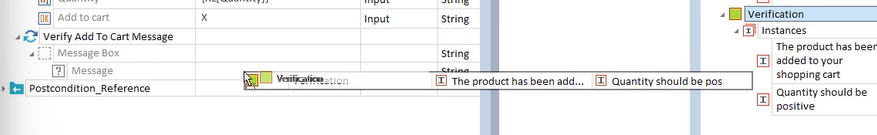 Quantity Input String
Add to cart X Input String
Verify Add To Cart Message
Message Box String
Message String
Verification The product has been add... Quantity should be pos
Postcondition_Reference
Verification
Instances
The product has been
added to your
shopping cart
Quantity should be
positive